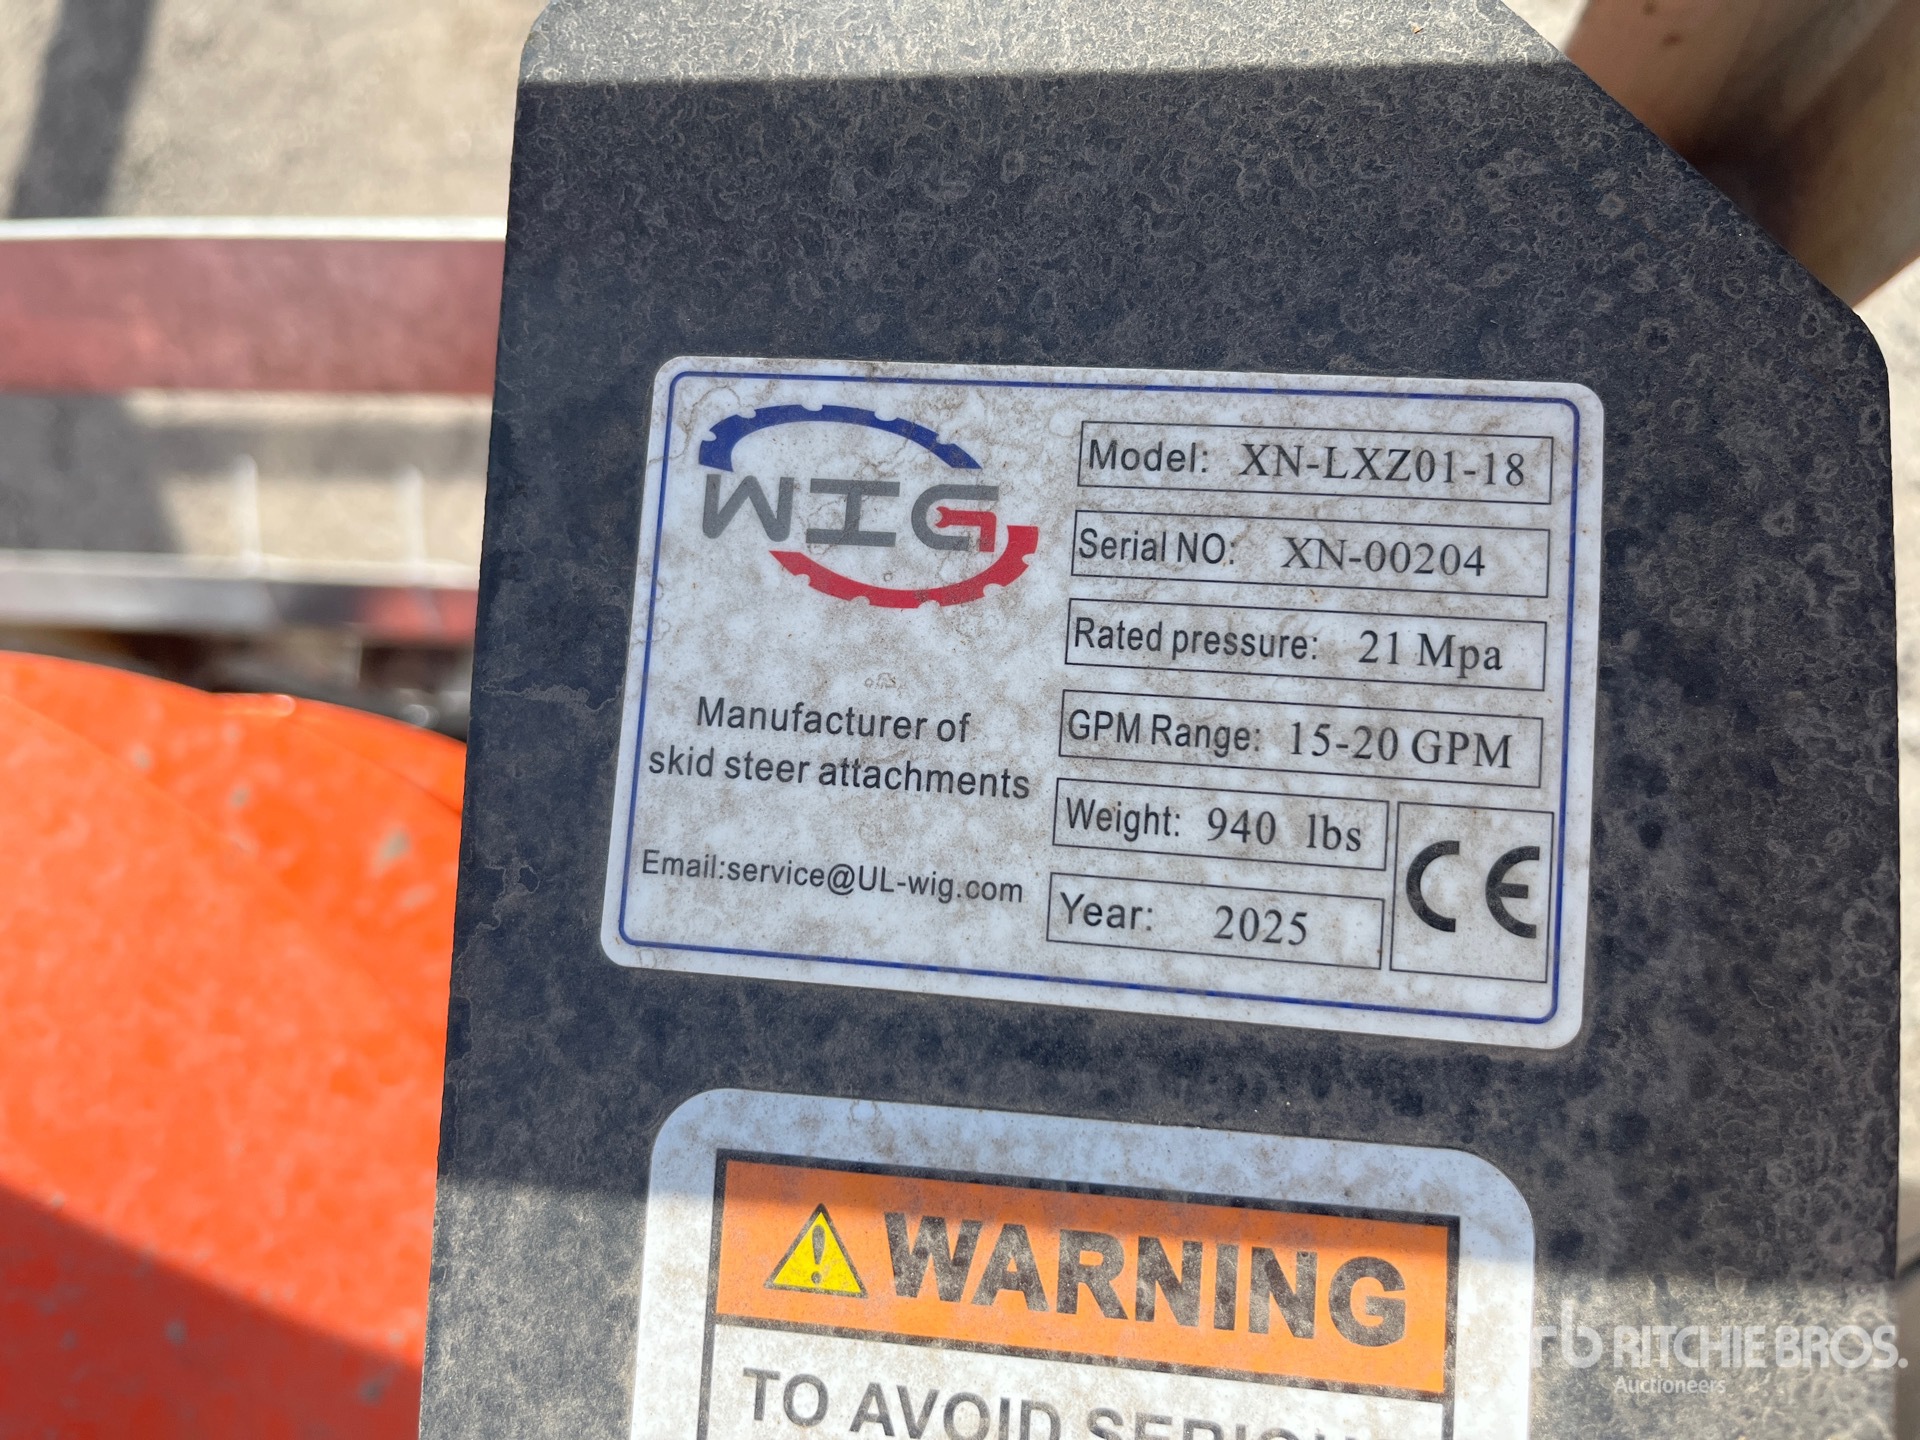 WIG
Manufacturer of
skid steer attachments
Email:service@UL-wig.com
Model: XN-LXZ01-18
Serial NO: XN-00204
Rated pressure: 21 Mpa
GPM Range: 15-20 GPM
Weight: 940 lbs
Year: 2025
CE
WARNING
TO AVOID
rb RITCHIE BROS.
Auctioneers